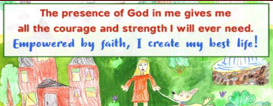 The presence of God in me gives me
all the courage and strength I will ever need.
Empowered by faith, I create my best life!